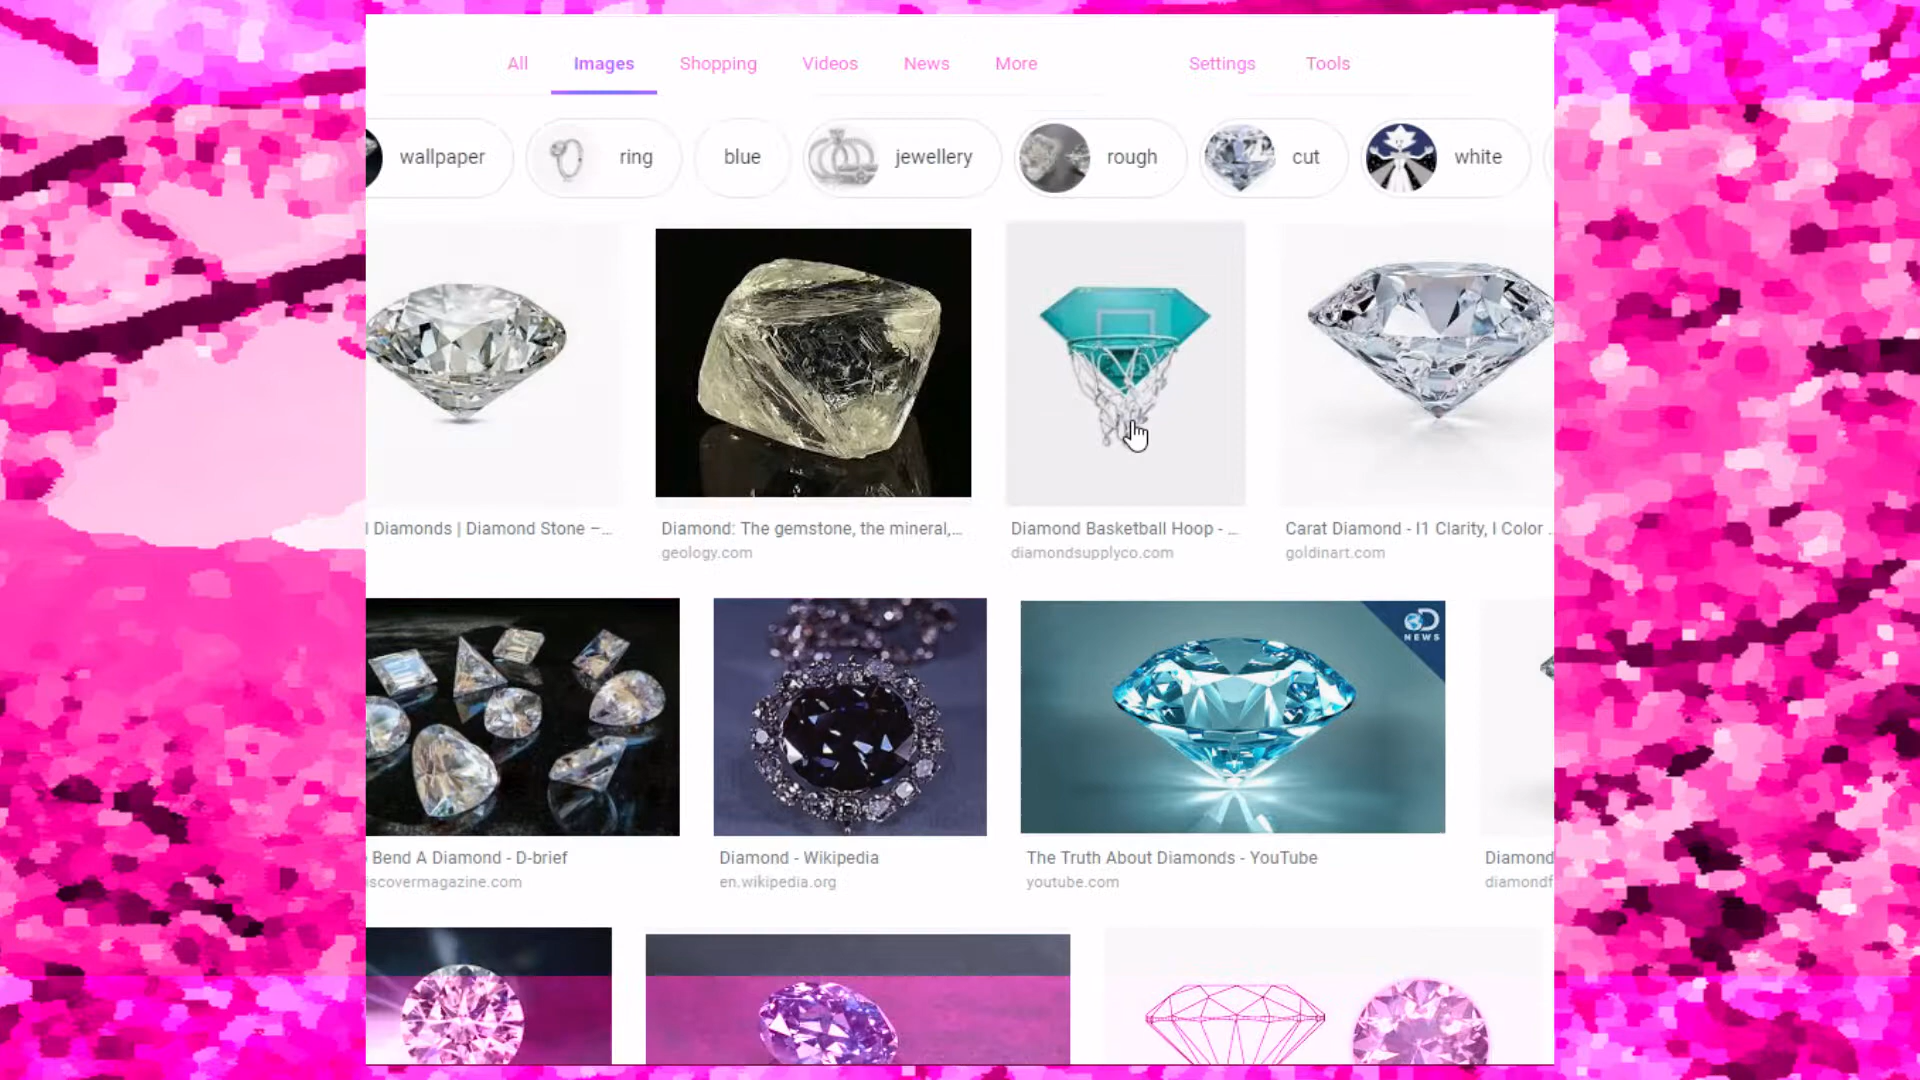 All Images Shopping Videos News More Settings Tools
wallpaper ring blue jewellery rough cut white
l Diamonds | Diamond Stone –...
Diamond: The gemstone, the mineral,...
geology.com
Diamond Basketball Hoop - ...
diamondsupplyco.com
Carat Diamond - I1 Clarity, I Color ...
goldinart.com
NEWS
Bend A Diamond - D-brief
iscovermagazine.com
Diamond - Wikipedia
en.wikipedia.org
The Truth About Diamonds - YouTube
youtube.com
Diamond
diamondf